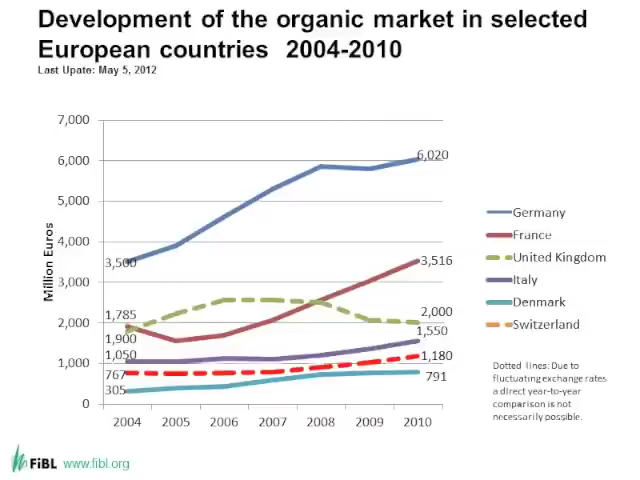 Development of the organic market in selected
European countries 2004-2010
Last Upate: May 5, 2012
7,000
6,000
5,000
4,000
3,000
2,000
1,000
0
Million Euros
3,500
1,785
1,900
1,050
767
305
6,020
3,516
2,000
1,550
1,180
791
2004 2005 2006 2007 2008 2009 2010
Germany
France
United Kingdom
Italy
Denmark
Switzerland
Dotted lines: Due to
fluctuating exchange rates
a direct year-to-year
comparison is not
necessarily possible.
FiBL www.fibl.org